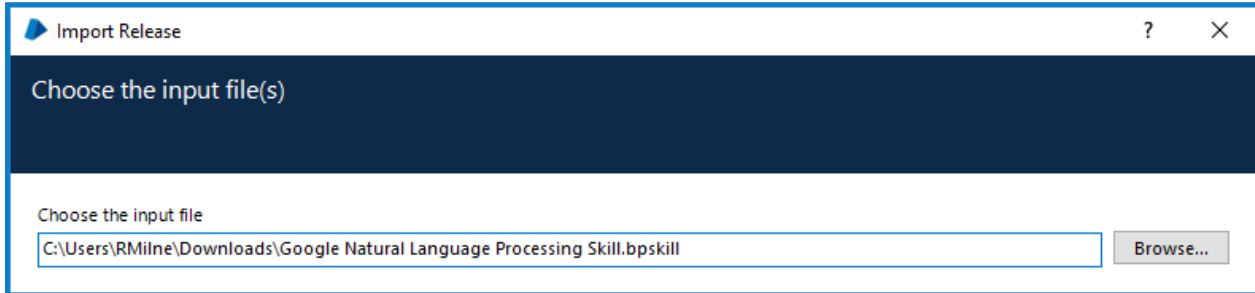 Import Release
?
Choose the input file(s)
Choose the input file
C:\Users\RMilne\Downloads\Google Natural Language Processing Skill.bpskill
Browse...